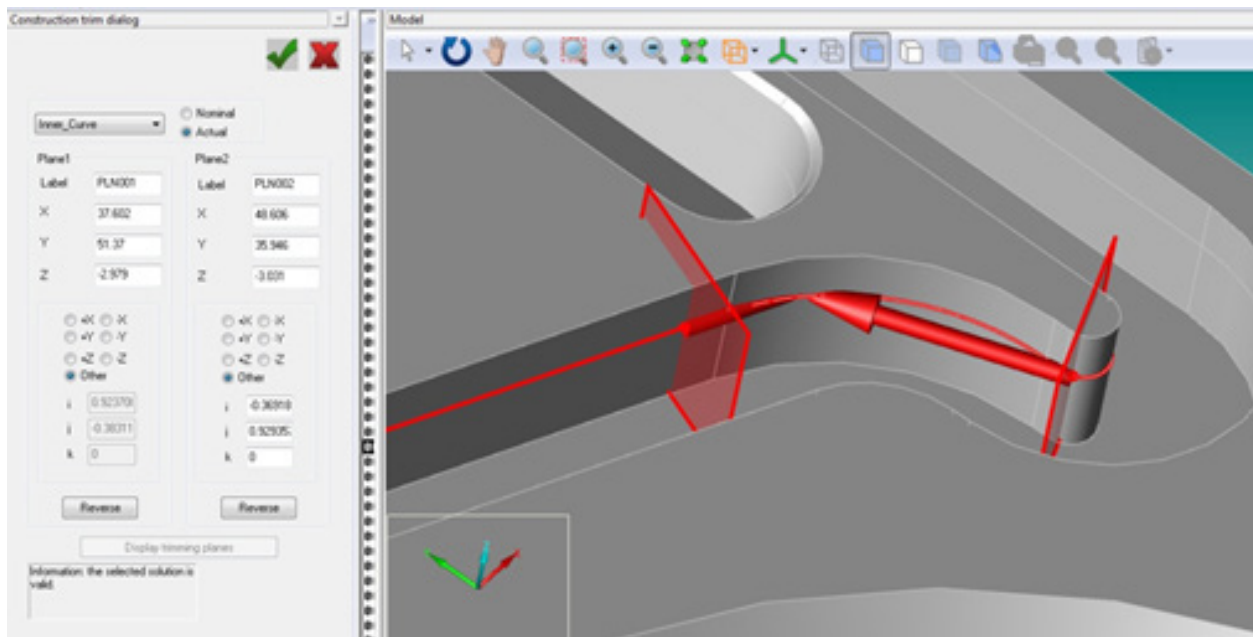 Construction trim dialog
Model
Inner_Curve
Nominal
Actual
Plane1
Plane2
Label PLN001
Label PLN002
X 37.602
X 48.606
Y 51.37
Y 35.946
Z -2.979
Z -3.031
+X -X
+X -X
+Y -Y
+Y -Y
+Z -Z
+Z -Z
Other
Other
i 0.923708
i -0.36918
j -0.38311
j 0.929352
k 0
k 0
Reverse
Reverse
Display trimming planes
Information: the selected solution is
valid.